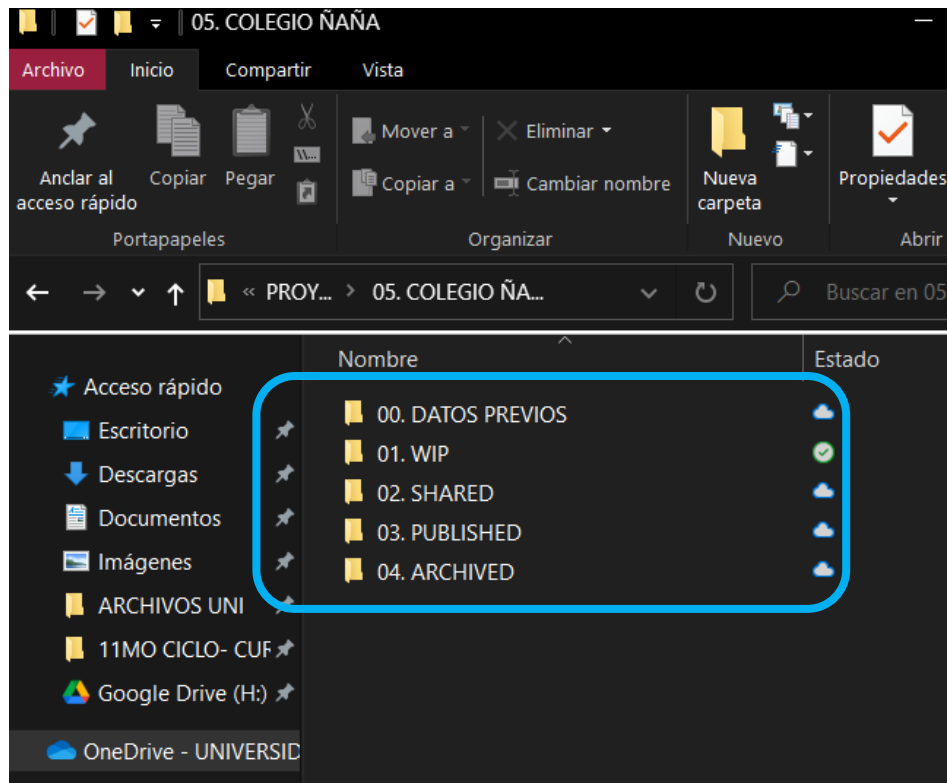 05. COLEGIO ÑAÑA
Archivo Inicio Compartir Vista
Anclar al
acceso rápido
Copiar
Pegar
Mover a
Copiar a
Eliminar
Cambiar nombre
Nueva
carpeta
Propiedades
Portapapeles Organizar Nuevo Abrir
« PROY... > 05. COLEGIO ÑA...
Buscar en 05
Nombre Estado
Acceso rápido
Escritorio
Descargas
Documentos
Imágenes
ARCHIVOS UNI
11MO CICLO- CUR
Google Drive (H:)
OneDrive - UNIVERSID
00. DATOS PREVIOS
01. WIP
02. SHARED
03. PUBLISHED
04. ARCHIVED